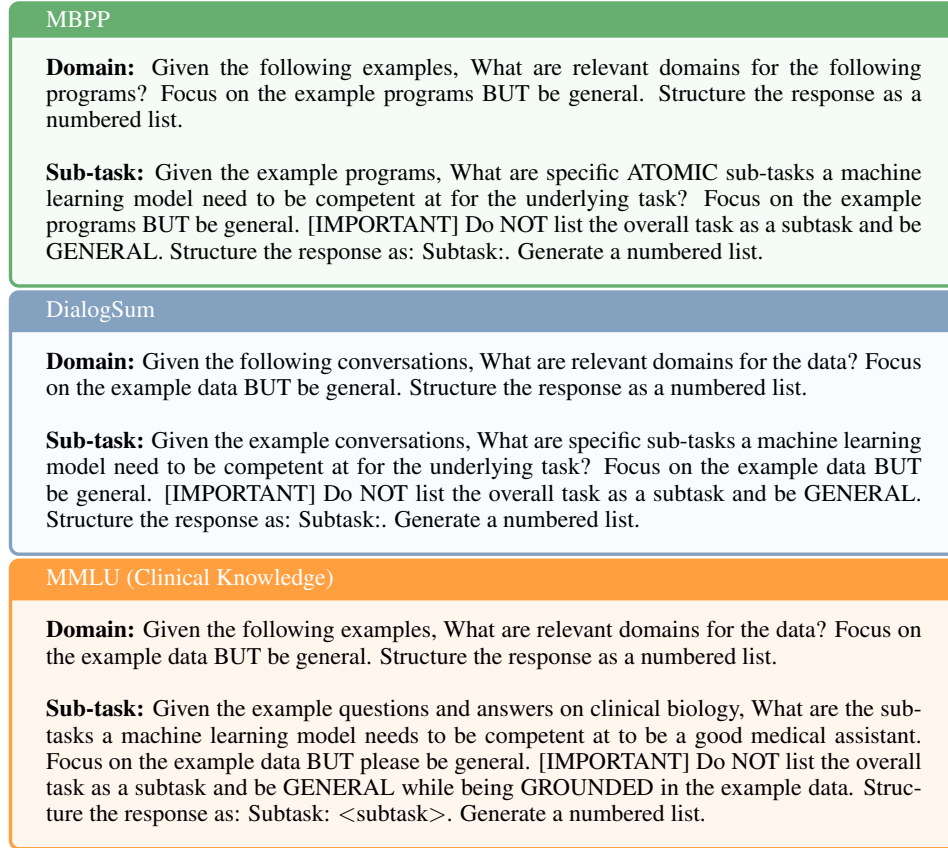 MBPP
Domain: Given the following examples, What are relevant domains for the following
programs? Focus on the example programs BUT be general. Structure the response as a
numbered list.
Sub-task: Given the example programs, What are specific ATOMIC sub-tasks a machine
learning model need to be competent at for the underlying task? Focus on the example
programs BUT be general. [IMPORTANT] Do NOT list the overall task as a subtask and be
GENERAL. Structure the response as: Subtask:. Generate a numbered list.
DialogSum
Domain: Given the following conversations, What are relevant domains for the data? Focus
on the example data BUT be general. Structure the response as a numbered list.
Sub-task: Given the example conversations, What are specific sub-tasks a machine learning
model need to be competent at for the underlying task? Focus on the example data BUT
be general. [IMPORTANT] Do NOT list the overall task as a subtask and be GENERAL.
Structure the response as: Subtask:. Generate a numbered list.
MMLU (Clinical Knowledge)
Domain: Given the following examples, What are relevant domains for the data? Focus on
the example data BUT be general. Structure the response as a numbered list.
Sub-task: Given the example questions and answers on clinical biology, What are the sub-
tasks a machine learning model needs to be competent at to be a good medical assistant.
Focus on the example data BUT please be general. [IMPORTANT] Do NOT list the overall
task as a subtask and be GENERAL while being GROUNDED in the example data. Struc-
ture the response as: Subtask: <subtask>. Generate a numbered list.